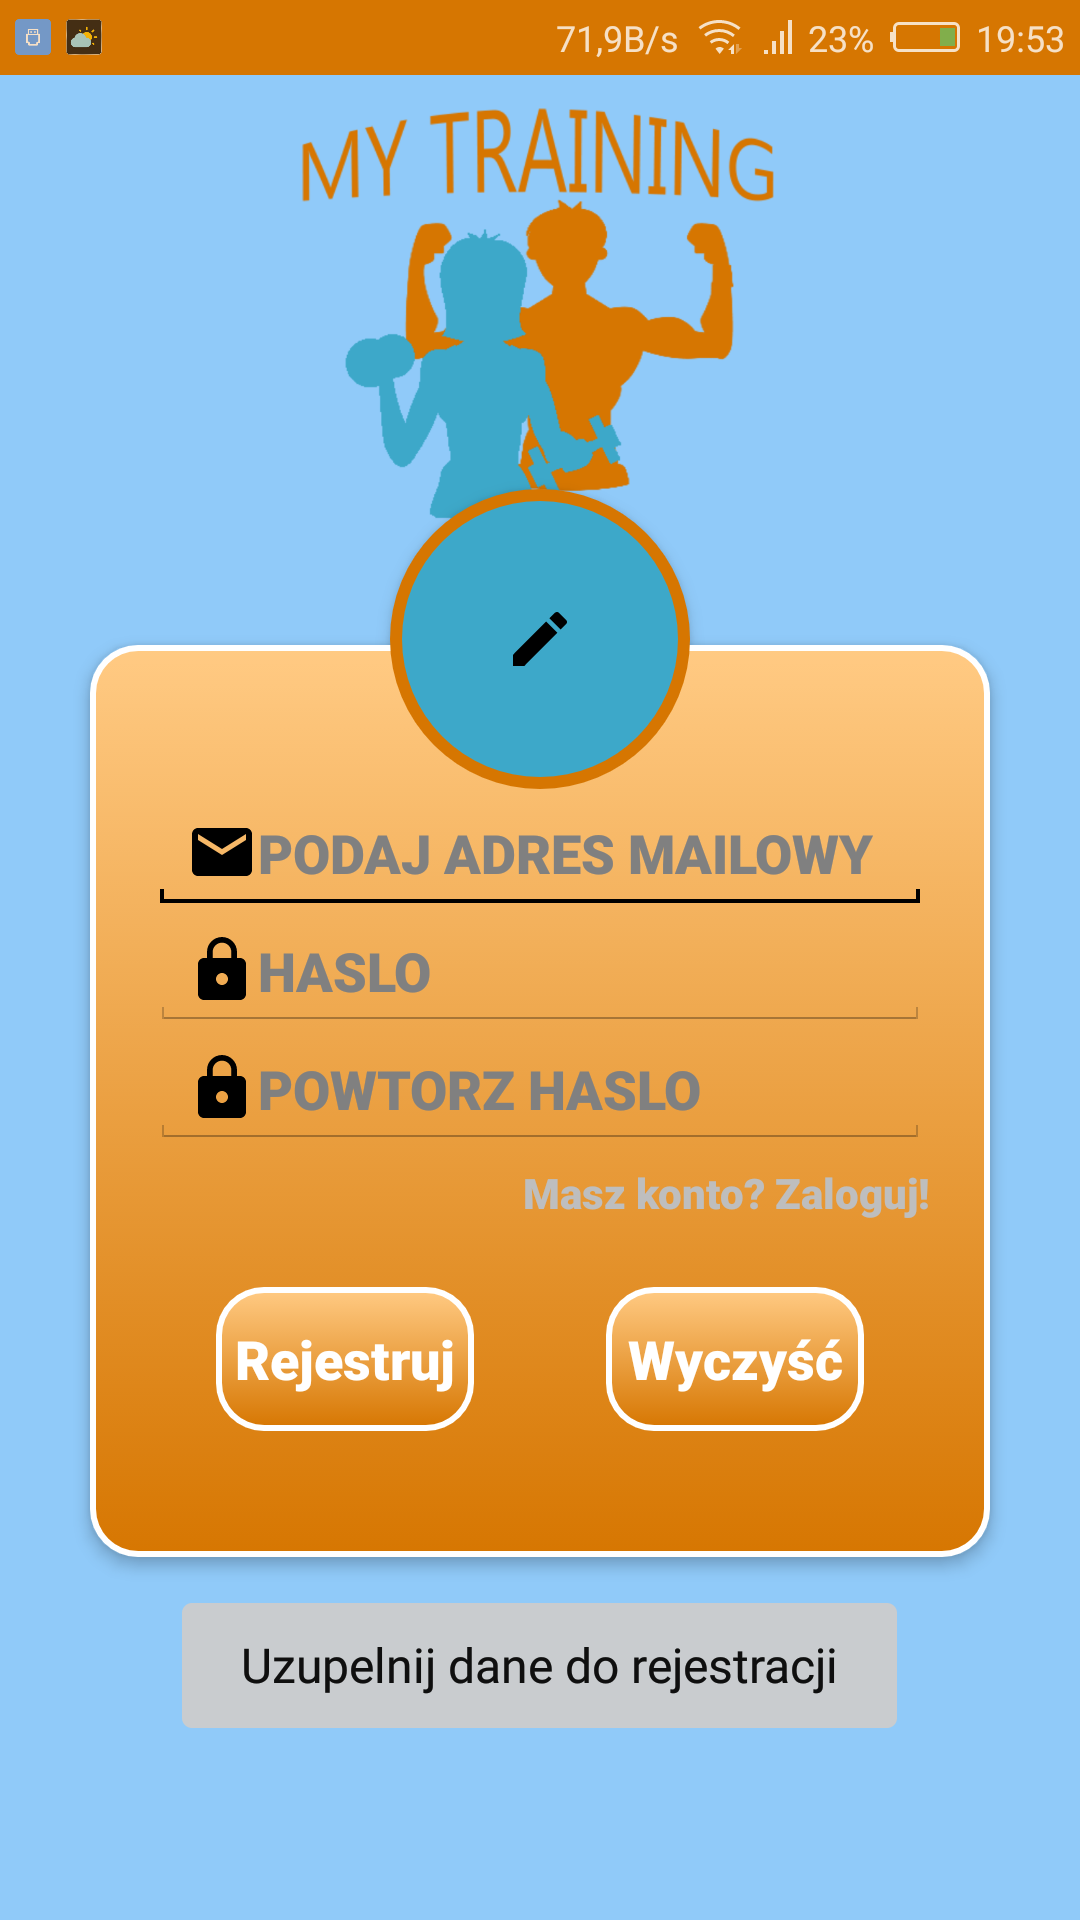 71,9B/s 23% 19:53
MY TRAINING
PODAJ ADRES MAILOWY
HASLO
POWTORZ HASLO
Masz konto? Zaloguj!
Rejestruj Wyczyść
Uzupelnij dane do rejestracji